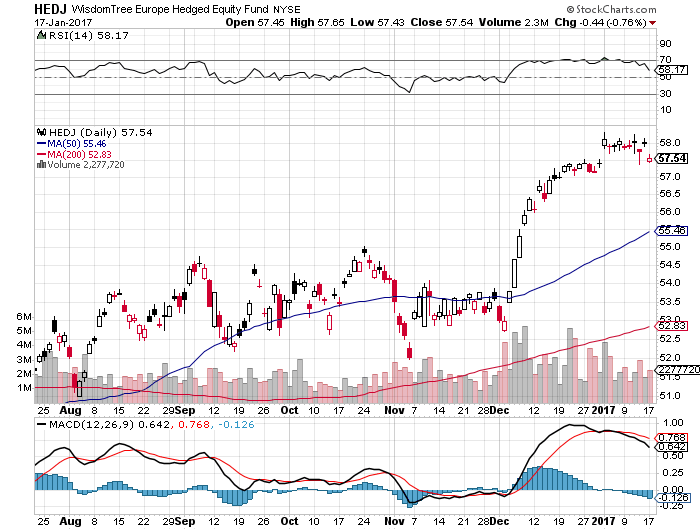 HEDJ WisdomTree Europe Hedged Equity Fund NYSE © StockCharts.com
17-Jan-2017 Open 57.45 High 57.65 Low 57.43 Close 57.54 Volume 2.3M Chg -0.44 (-0.76%)
RSI(14) 58.17
90
70
58.17
50
30
10
HEDJ (Daily) 57.54
MA(50) 55.46
MA(200) 52.83
Volume 2,277,720
58.0
57.54
57.0
56.5
56.0
55.46
55.0
54.5
54.0
53.5
53.0
52.83
52.5
52.0
2277720
51.5
51.0
6M
5M
4M
3M
2M
1M
25 Aug 8 15 22 29 Sep 12 19 26 Oct 10 17 24 Nov 7 14 21 28 Dec 12 19 27 2017 9 17
MACD(12,26,9) 0.642, 0.768, -0.126
1.00
0.768
0.642
0.50
0.25
0.00
-0.126
-0.25
25 Aug 8 15 22 29 Sep 12 19 26 Oct 10 17 24 Nov 7 14 21 28 Dec 12 19 27 2017 9 17